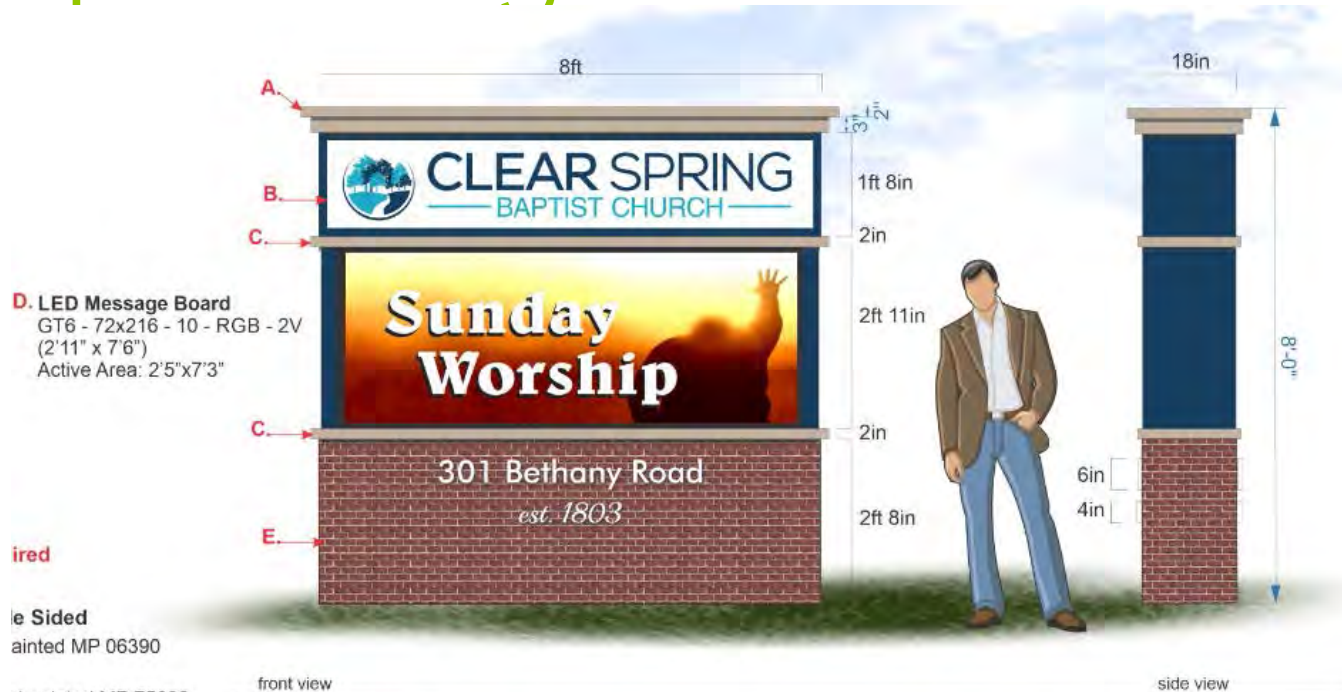 8ft
18in
A.
2"
3"
CLEAR SPRING
BAPTIST CHURCH
B.
1ft 8in
C.
2in
D. LED Message Board
GT6 - 72x216 - 10 - RGB - 2V
(2'11" x 7'6")
Active Area: 2'5"x7'3"
Sunday
Worship
2ft 11in
8'-0"
C.
2in
301 Bethany Road
est. 1803
6in
4in
E.
2ft 8in
ired
e Sided
ainted MP 06390
front view
side view